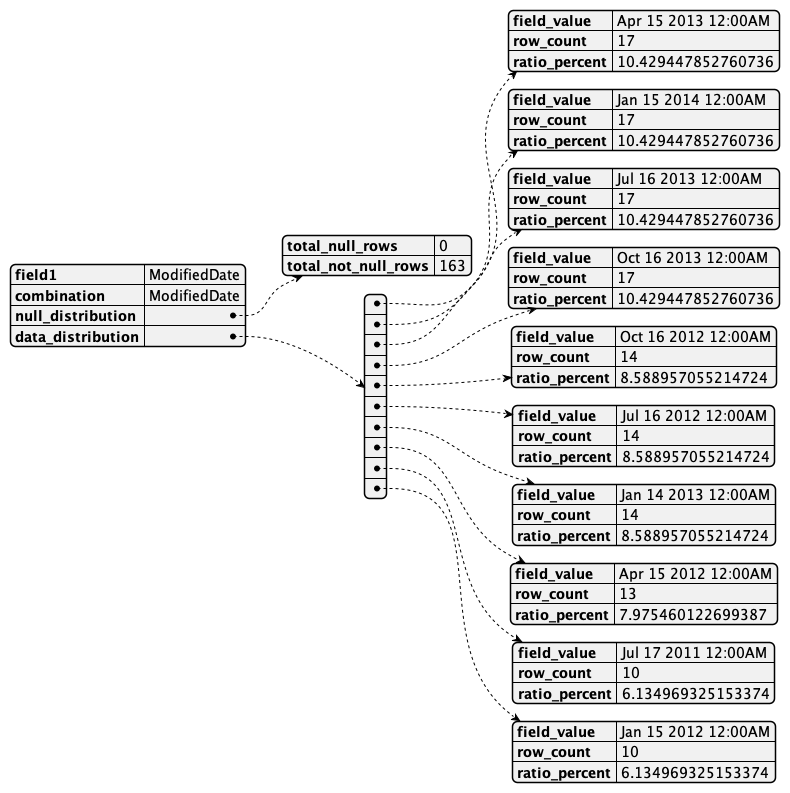 field1 ModifiedDate
combination ModifiedDate
null_distribution
data_distribution
total_null_rows 0
total_not_null_rows 163
field_value Apr 15 2013 12:00AM
row_count 17
ratio_percent 10.429447852760736
field_value Jan 15 2014 12:00AM
row_count 17
ratio_percent 10.429447852760736
field_value Jul 16 2013 12:00AM
row_count 17
ratio_percent 10.429447852760736
field_value Oct 16 2013 12:00AM
row_count 17
ratio_percent 10.429447852760736
field_value Oct 16 2012 12:00AM
row_count 14
ratio_percent 8.588957055214724
field_value Jul 16 2012 12:00AM
row_count 14
ratio_percent 8.588957055214724
field_value Jan 14 2013 12:00AM
row_count 14
ratio_percent 8.588957055214724
field_value Apr 15 2012 12:00AM
row_count 13
ratio_percent 7.975460122699387
field_value Jul 17 2011 12:00AM
row_count 10
ratio_percent 6.134969325153374
field_value Jan 15 2012 12:00AM
row_count 10
ratio_percent 6.134969325153374